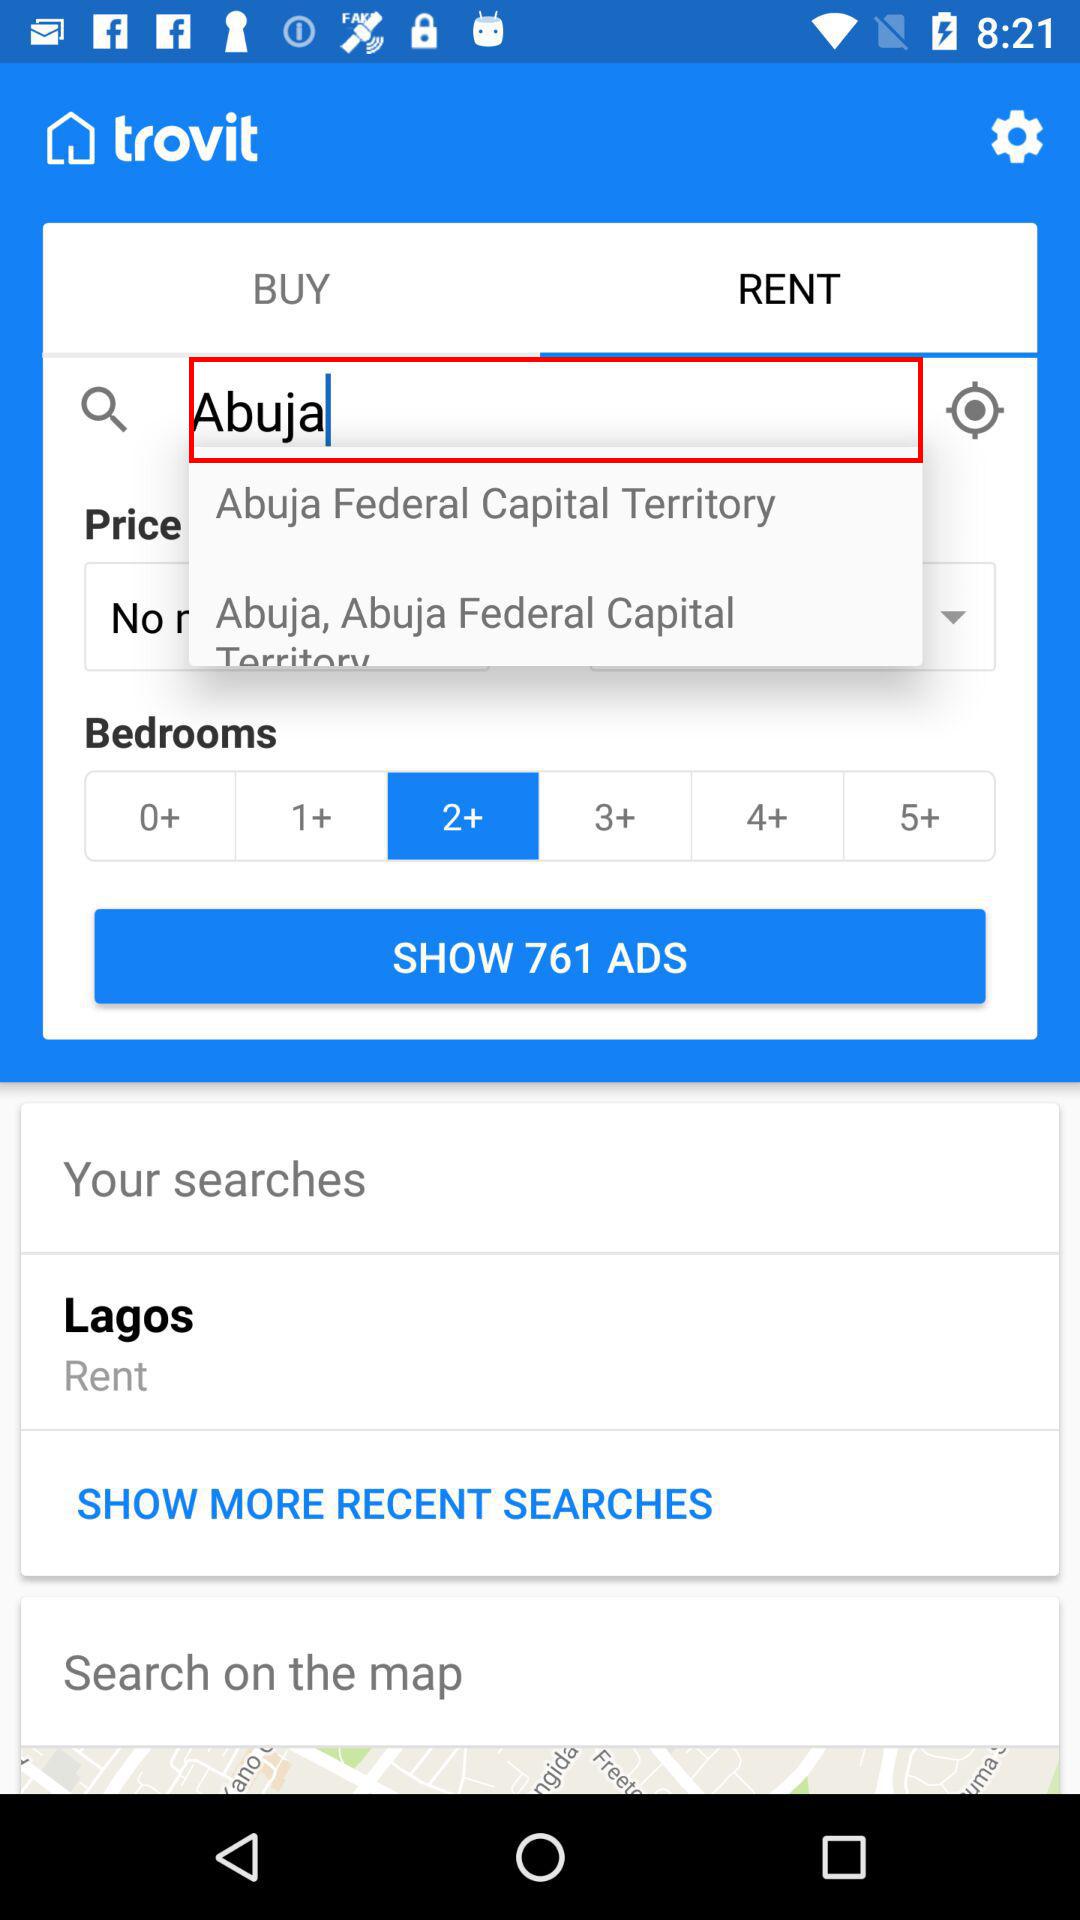 FAKE
8:21
trovit
BUY
RENT
Abuja
Abuja Federal Capital Territory
Price
No
Abuja, Abuja Federal Capital
Territory
Bedrooms
0+ 1+ 2+ 3+ 4+ 5+
SHOW 761 ADS
Your searches
Lagos
Rent
SHOW MORE RECENT SEARCHES
Search on the map